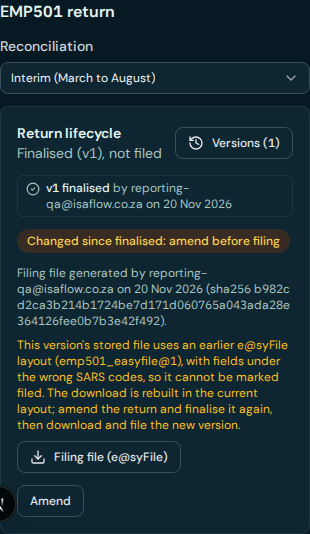 EMP501 return
Reconciliation
Interim (March to August)
Return lifecycle
Finalised (v1), not filed
Versions (1)
v1 finalised by reporting-
qa@isaflow.co.za on 20 Nov 2026
Changed since finalised: amend before filing
Filing file generated by reporting-
qa@isaflow.co.za on 20 Nov 2026 (sha256 b982c
d2ca3b214b1724be7d171d060765a043ada28e
364126fee0b7b3e42f492).
This version's stored file uses an earlier e@syFile
layout (emp501_easyfile@1), with fields under
the wrong SARS codes, so it cannot be marked
filed. The download is rebuilt in the current
layout; amend the return and finalise it again,
then download and file the new version.
Filing file (e@syFile)
Amend